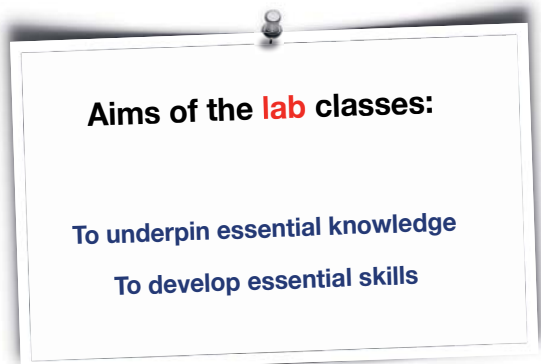 Aims of the lab classes:
To underpin essential knowledge
To develop essential skills